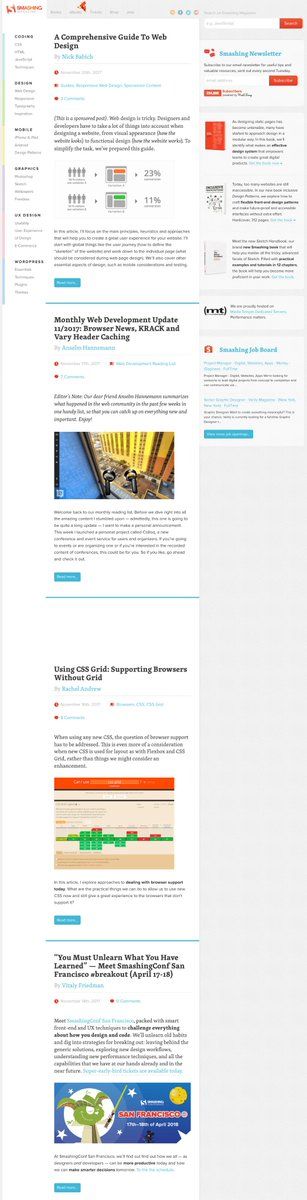 SMASHING
Books
eBooks
Tickets
Shop
Jobs
Search on Smashing Magazine
e.g. JavaScript
Search
CODING
CSS
HTML
JavaScript
Techniques
DESIGN
Web Design
Responsive
Typography
Inspiration
MOBILE
iPhone & iPad
Android
Design Patterns
GRAPHICS
Photoshop
Sketch
Wallpapers
Freebies
UX DESIGN
Usability
User Experience
UI Design
E-Commerce
WORDPRESS
Essentials
Techniques
Plugins
Themes
A Comprehensive Guide To Web
Design
By Nick Babich
November 20th, 2017
Guides, Responsive Web Design, Sponsored Content
3 Comments
(This is a sponsored post). Web design is tricky. Designers and
developers have to take a lot of things into account when
designing a website, from visual appearance (how the
website looks) to functional design (how the website works). To
simplify the task, we've prepared this guide.
23%
11%
In this article, I'll focus on the main principles, heuristics and approaches
that will help you to create a great user experience for your website. I'll
start with global things like the user journey (how to define the
"skeleton" of the website) and work down to the individual page (what
should be considered during web page design). We'll also cover other
essential aspects of design, such as mobile considerations and testing.
Read more...
Monthly Web Development Update
11/2017: Browser News, KRACK and
Vary Header Caching
By Anselm Hannemann
November 17th, 2017
Web Development Reading List
7 Comments
Editor's Note: Our dear friend Anselm Hannemann summarizes
what happened in the web community in the past few weeks in
one handy list, so that you can catch up on everything new and
important. Enjoy!
Welcome back to our monthly reading list. Before we dive right into all
the amazing content I stumbled upon — admittedly, this one is going to
be quite a long update — I want to make a personal announcement.
This week I launched a personal project called Colloq, a new
conference and event service for users and organizers. If you're going
to events or are organizing one or if you're interested in the recorded
content of conferences, this could be for you. So if you like, go ahead
and check it out.
Read more...
Using CSS Grid: Supporting Browsers
Without Grid
By Rachel Andrew
November 16th, 2017
Browsers, CSS, CSS Grid
9 Comments
When using any new CSS, the question of browser support
has to be addressed. This is even more of a consideration
when new CSS is used for layout as with Flexbox and CSS
Grid, rather than things we might consider an
enhancement.
In this article, I explore approaches to dealing with browser support
today. What are the practical things we can do to allow us to use new
CSS now and still give a great experience to the browsers that don't
support it?
Read more...
"You Must Unlearn What You Have
Learned" — Meet SmashingConf San
Francisco #breakout (April 17-18)
By Vitaly Friedman
November 14th, 2017
12 Comments
Meet SmashingConf San Francisco, packed with smart
front-end and UX techniques to challenge everything
about how you design and code. We'll unlearn old habits
and dig into strategies for breaking out: leaving behind
the generic solutions, exploring new design workflows,
understanding new performance techniques, and all the
capabilities that we have at our hands already and in the
near future. Super-early-bird tickets are available today.
SMASHING
SAN FRANCISCO
17th–18th of April 2018
At SmashingConf SF 2018, we'll find out how we all — as
designers and developers — can be more productive today and how
we can make smarter decisions tomorrow. To the the schedule.
Smashing Newsletter
Subscribe to our email newsletter for useful tips and
valuable resources, sent out every second Tuesday.
email address
Subscribe
Subscribers
As designing static pages has
become untenable, many have
started to approach design in a
modular way. In this book, we'll
identify what makes an effective
design system that empowers
teams to create great digital
products. Get the book now
Today, too many websites are still
inaccessible. In our new book Inclusive
Design Patterns, we explore how to
craft flexible front-end design patterns
and make future-proof and accessible
interfaces without extra effort.
Hardcover, 312 pages. Get the book
Meet the new Sketch Handbook, our
brand new Smashing book that will
help you master all the tricky, advanced
facets of Sketch. Filled with practical
examples and tutorials in 12 chapters,
the book will help you become more
proficient in your work. Get the
(mt)
We are proudly hosted on
Media Temple Dedicated Servers.
Performance matters.
Smashing Job Board
View more job openings...